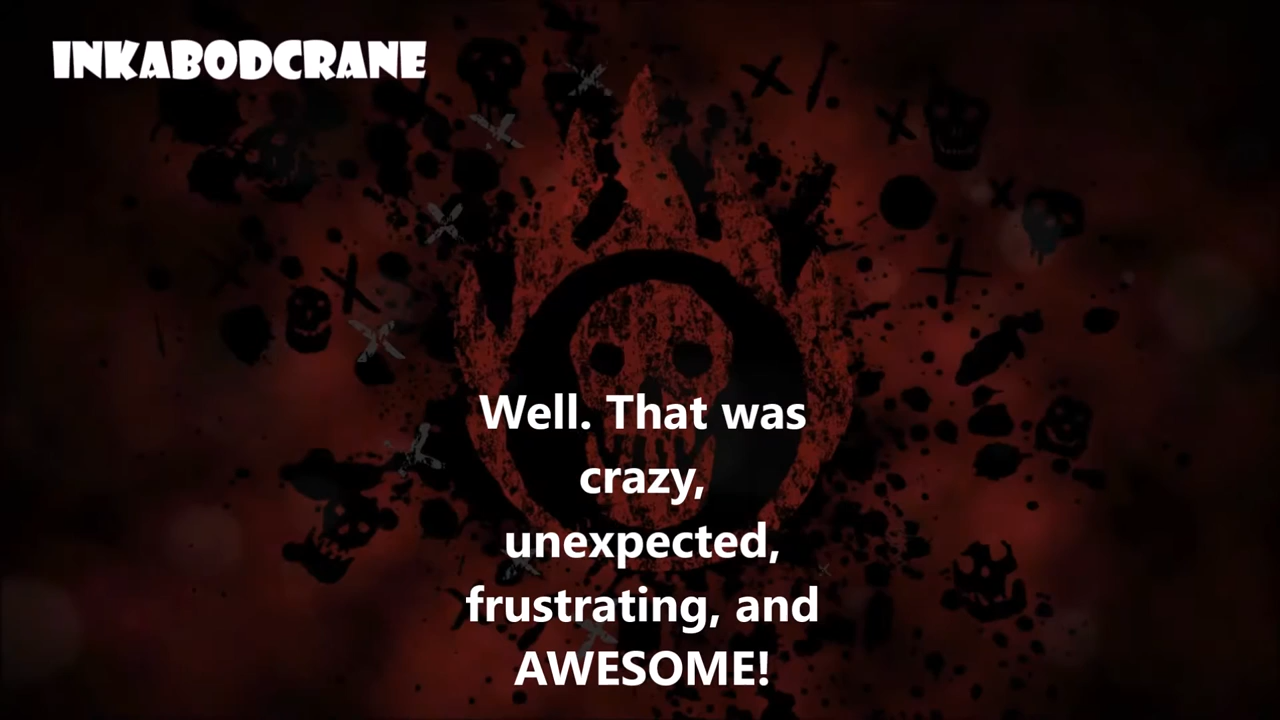 INKABODCRANE
Well. That was
crazy,
unexpected,
frustrating, and
AWESOME!